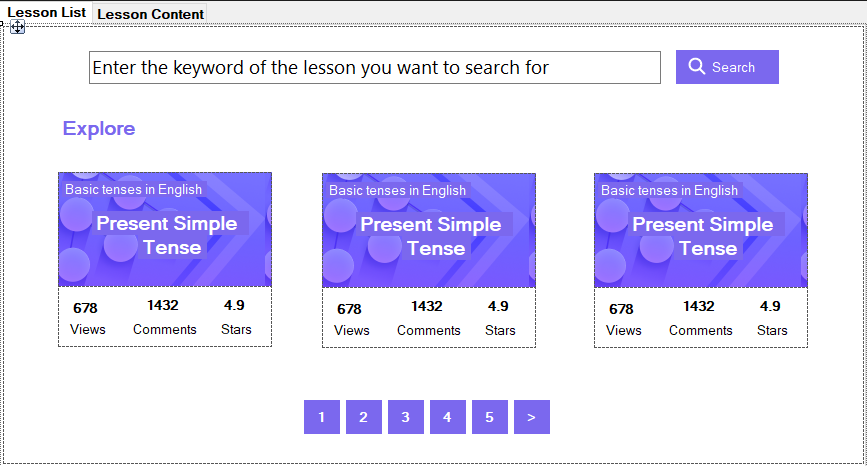 Lesson List Lesson Content
Enter the keyword of the lesson you want to search for Search
Explore
Basic tenses in English
Present Simple
Tense
678 1432 4.9
Views Comments Stars
Basic tenses in English
Present Simple
Tense
678 1432 4.9
Views Comments Stars
Basic tenses in English
Present Simple
Tense
678 1432 4.9
Views Comments Stars
1 2 3 4 5 >